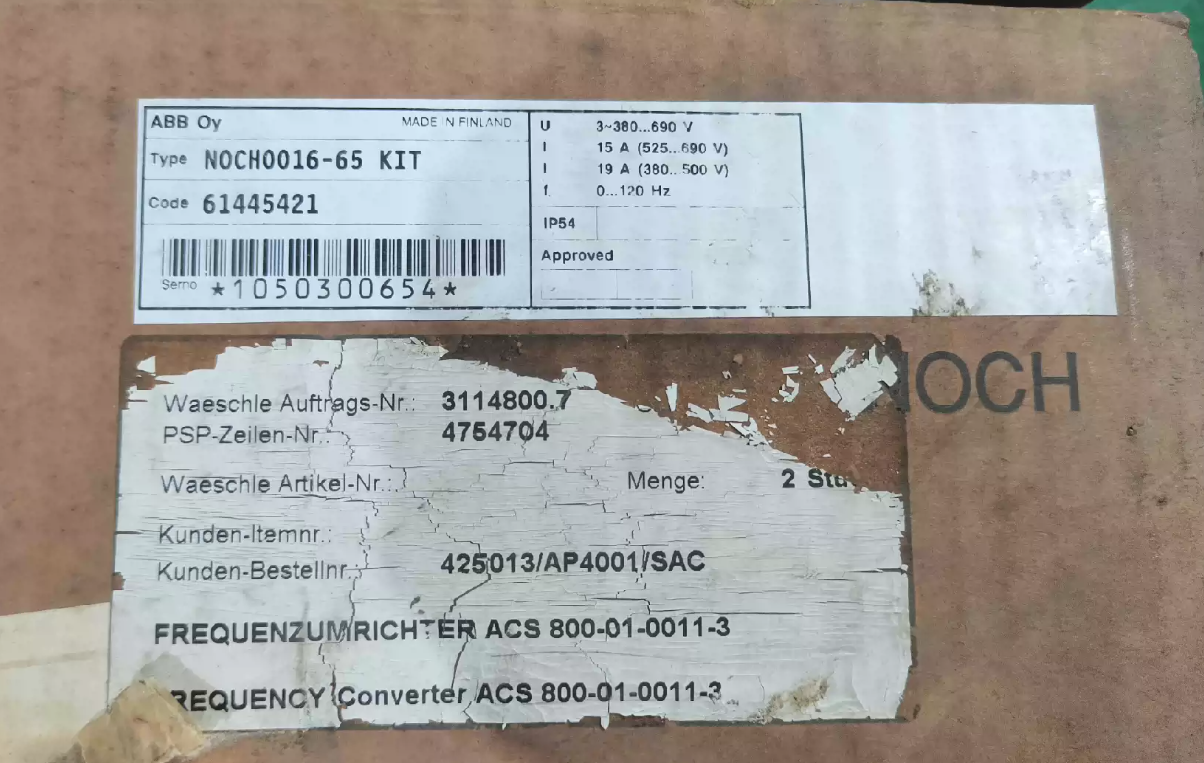 ABB Oy MADE IN FINLAND
Type NOCH0016-65 KIT
Code 61445421
Serno *1050300654*
U 3~380...690 V
I 15 A (525...690 V)
I 19 A (380...500 V)
f 0...120 Hz
IP54
Approved
NOCH
Waeschle Auftrags-Nr.: 3114800.7
PSP-Zeilen-Nr.: 4754704
Waeschle Artikel-Nr.: Menge: 2
Kunden-Itemnr.:
Kunden-Bestellnr.: 425013/AP4001/SAC
FREQUENZUMRICHTER ACS 800-01-0011-3
FREQUENCY Converter ACS 800-01-0011-3